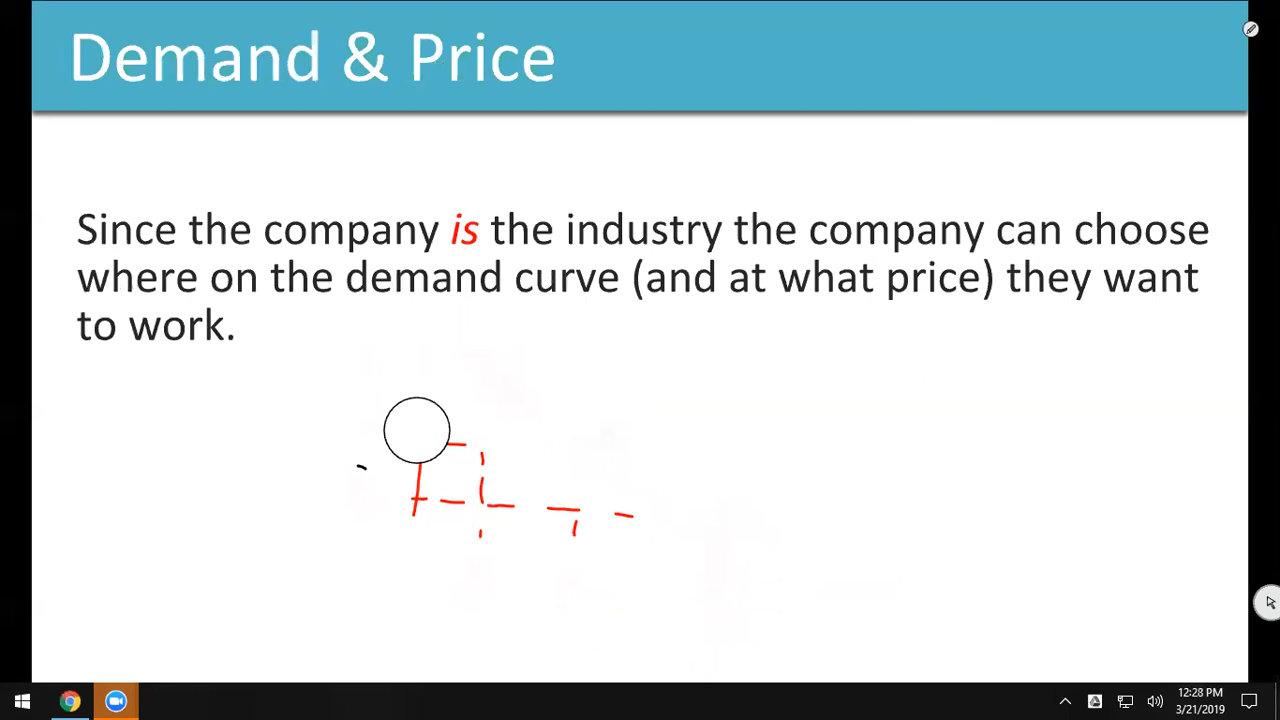 Demand & Price
Since the company is the industry the company can choose
where on the demand curve (and at what price) they want
to work.
12:28 PM
3/21/2019